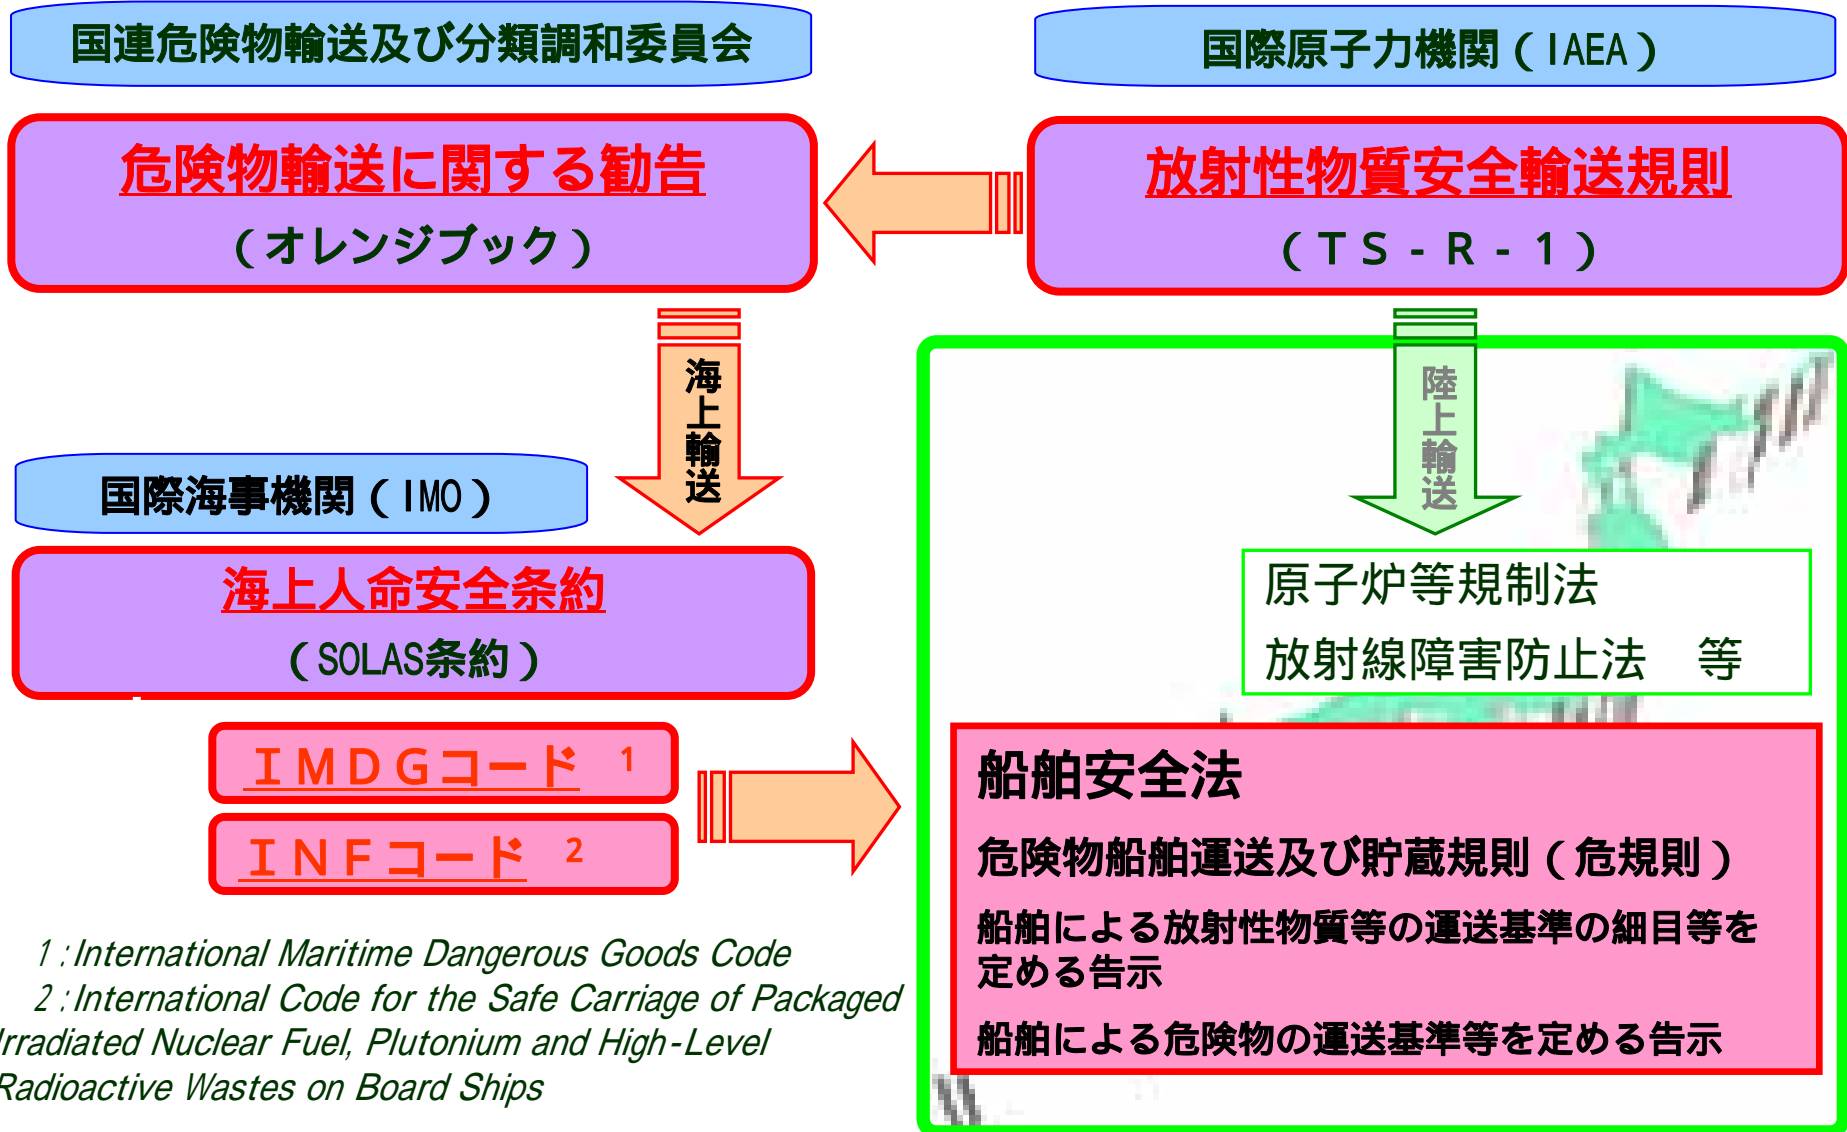 国連危険物輸送及び分類調和委員会
国際原子力機関（IAEA）
危険物輸送に関する勧告
（オレンジブック）
放射性物質安全輸送規則
（ＴＳ‐Ｒ‐１）
海上輸送
陸上輸送
国際海事機関（IMO）
海上人命安全条約
（SOLAS条約）
原子炉等規制法
放射線障害防止法　等
ＩＭＤＧコード　1
ＩＮＦコード　2
船舶安全法
危険物船舶運送及び貯蔵規則（危規則）
船舶による放射性物質等の運送基準の細目等を
定める告示
船舶による危険物の運送基準等を定める告示
1：International Maritime Dangerous Goods Code
2：International Code for the Safe Carriage of Packaged
Irradiated Nuclear Fuel, Plutonium and High-Level
Radioactive Wastes on Board Ships